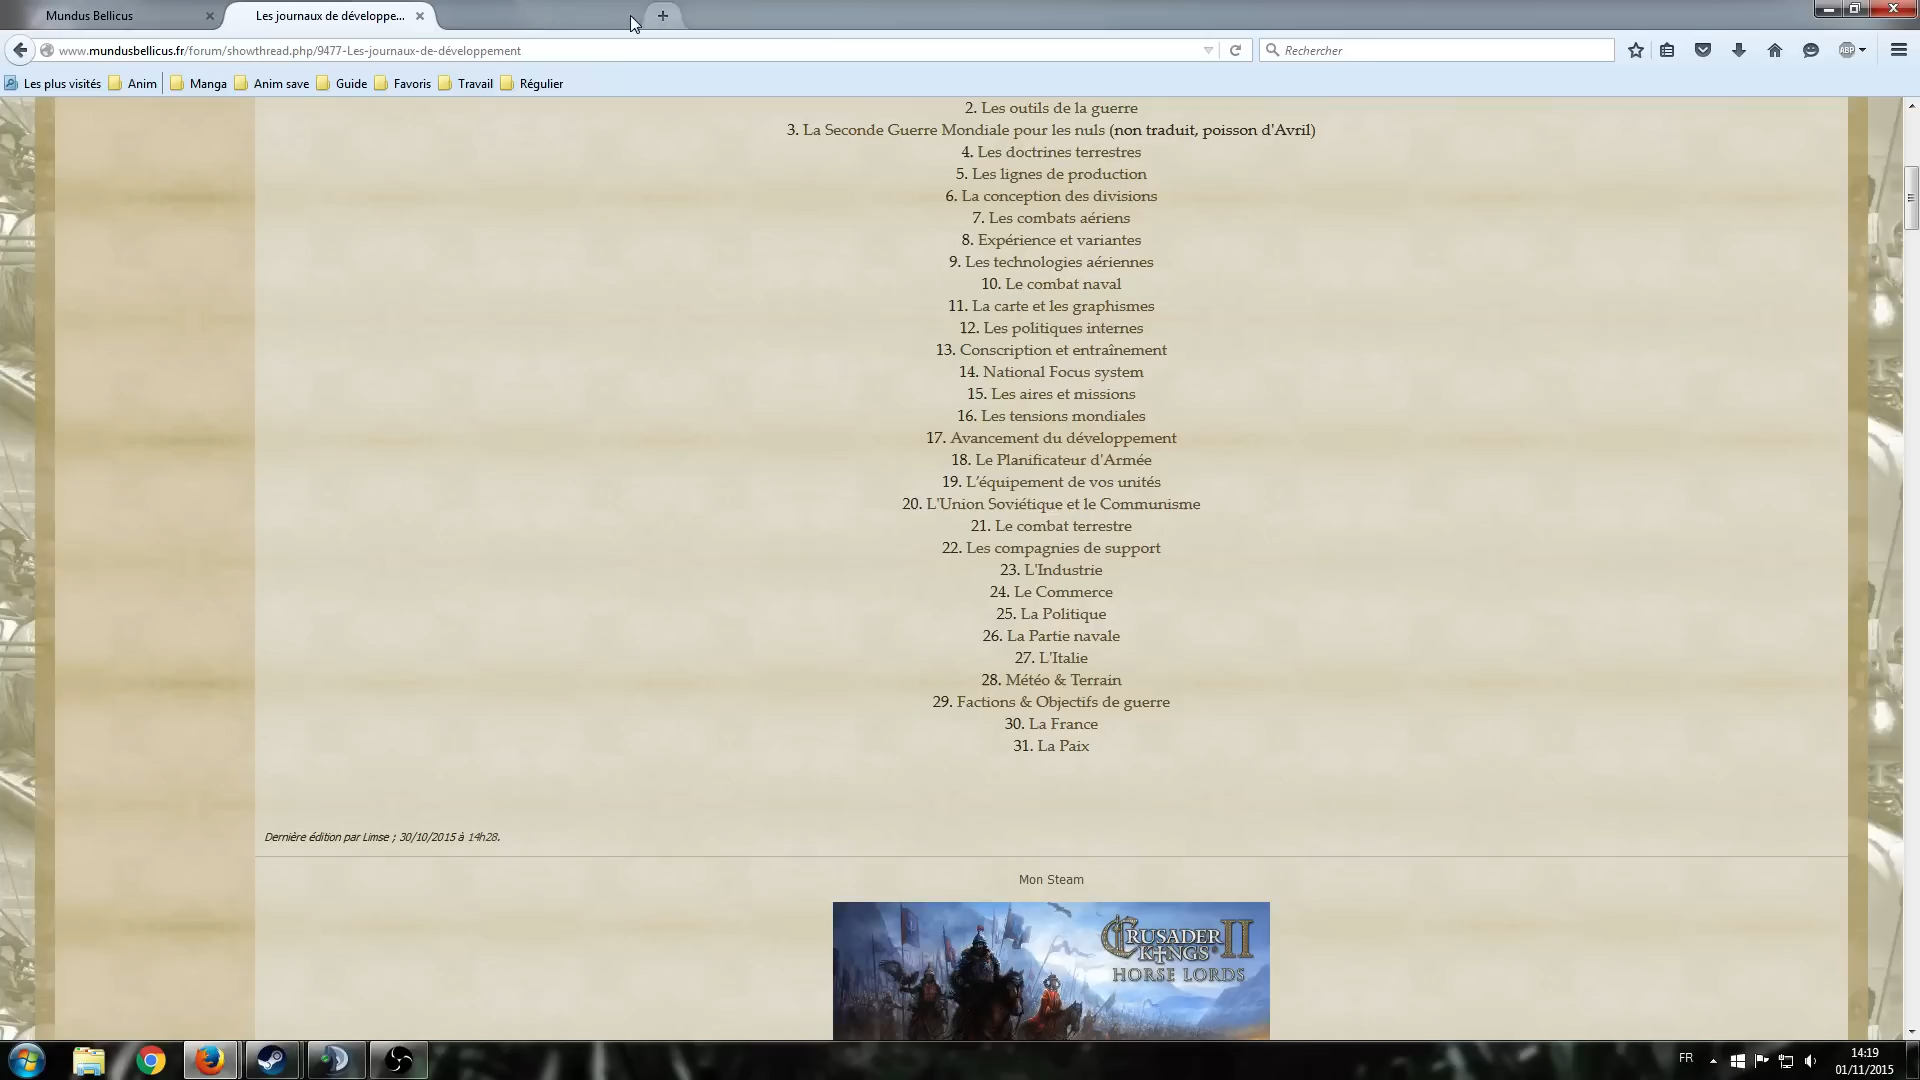 Mundus Bellicus
Les journaux de développe...
www.mundusbellicus.fr/forum/showthread.php/9477-Les-journaux-de-développement
Rechercher
ABP
Les plus visités Anim Manga Anim save Guide Favoris Travail Régulier
2. Les outils de la guerre
3. La Seconde Guerre Mondiale pour les nuls (non traduit, poisson d'Avril)
4. Les doctrines terrestres
5. Les lignes de production
6. La conception des divisions
7. Les combats aériens
8. Expérience et variantes
9. Les technologies aériennes
10. Le combat naval
11. La carte et les graphismes
12. Les politiques internes
13. Conscription et entraînement
14. National Focus system
15. Les aires et missions
16. Les tensions mondiales
17. Avancement du développement
18. Le Planificateur d'Armée
19. L’équipement de vos unités
20. L'Union Soviétique et le Communisme
21. Le combat terrestre
22. Les compagnies de support
23. L'Industrie
24. Le Commerce
25. La Politique
26. La Partie navale
27. L'Italie
28. Météo & Terrain
29. Factions & Objectifs de guerre
30. La France
31. La Paix
Dernière édition par Limse ; 30/10/2015 à 14h28.
Mon Steam
CRUSADER II
KINGS
HORSE LORDS
FR
14:19
01/11/2015